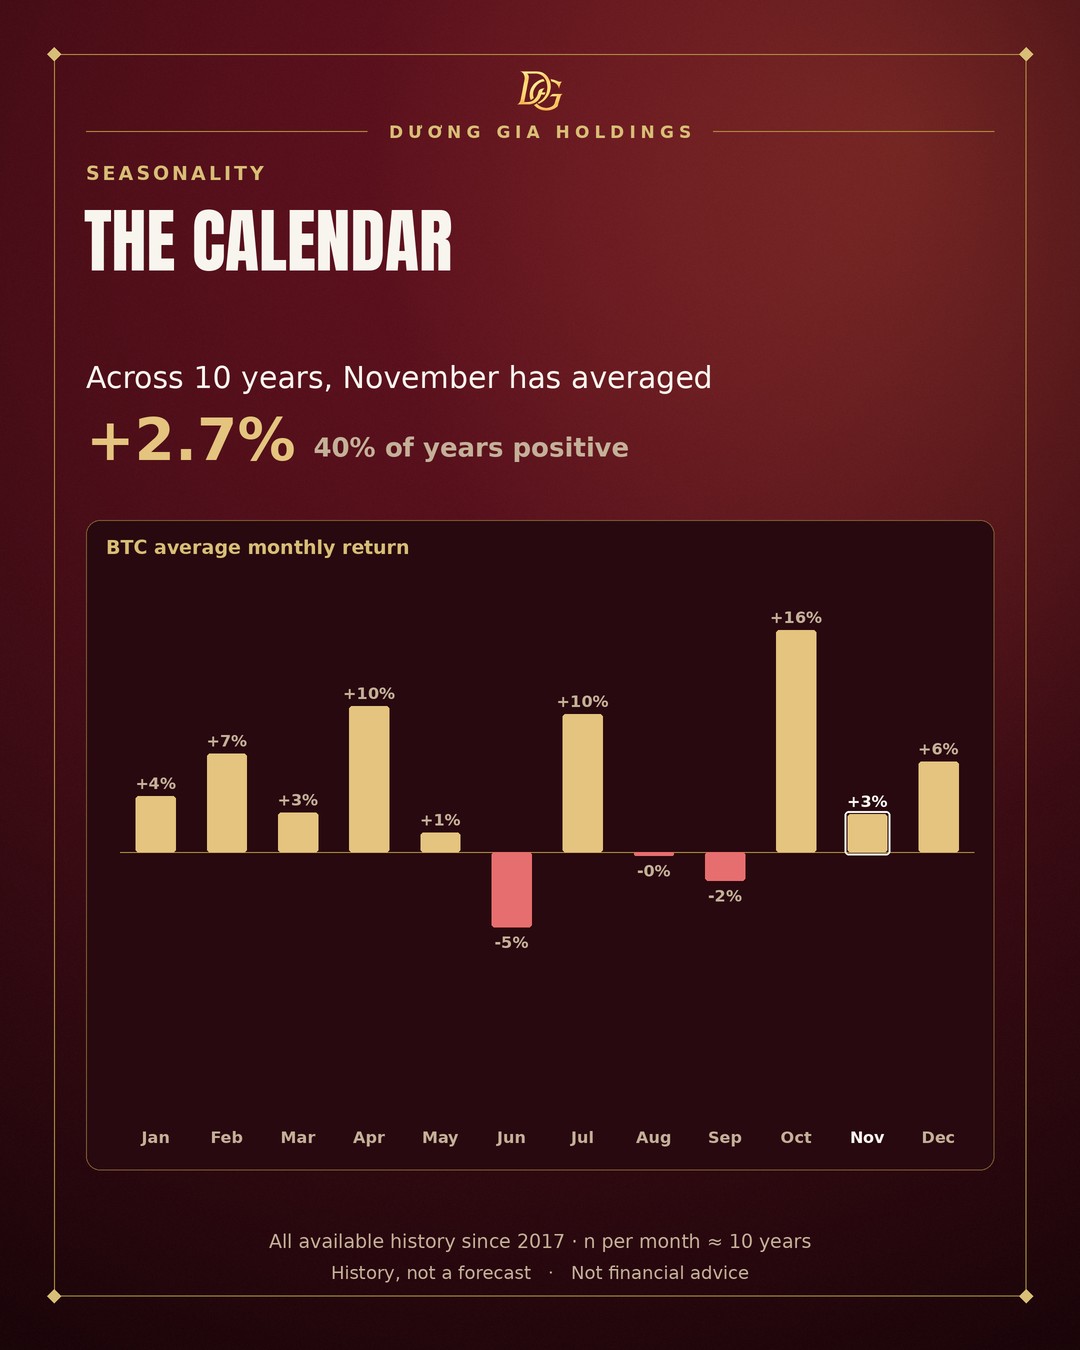 DG
DƯƠNG GIA HOLDINGS
SEASONALITY
THE CALENDAR
Across 10 years, November has averaged
+2.7% 40% of years positive
BTC average monthly return
+4% +7% +3% +10% +1% -5% +10% -0% -2% +16% +3% +6%
Jan Feb Mar Apr May Jun Jul Aug Sep Oct Nov Dec
All available history since 2017 · n per month ≈ 10 years
History, not a forecast · Not financial advice